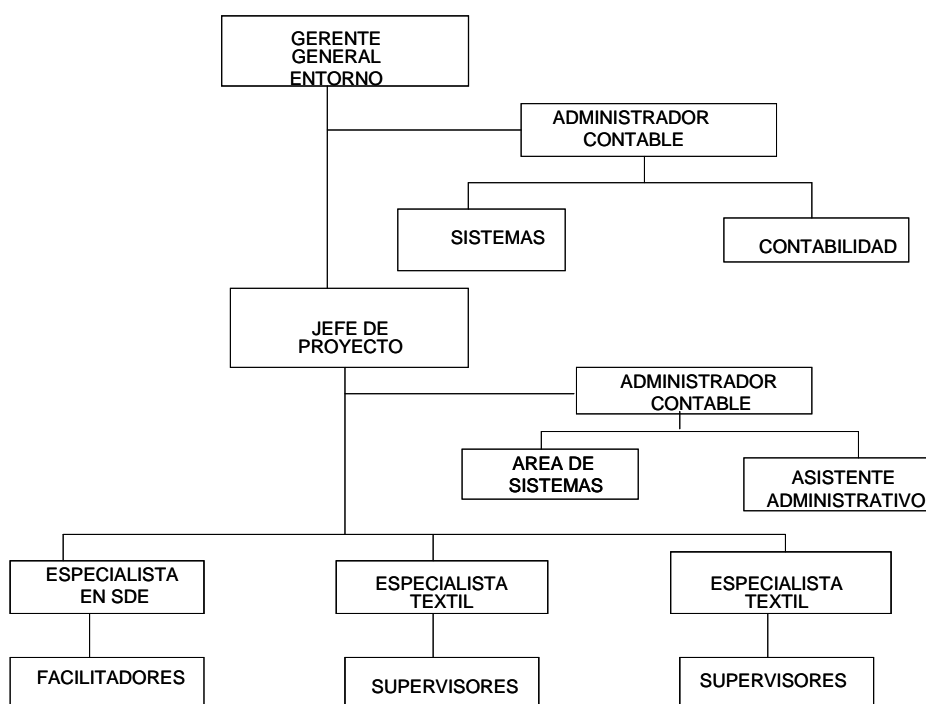 GERENTE
GENERAL
ENTORNO
ADMINISTRADOR
CONTABLE
SISTEMAS
CONTABILIDAD
JEFE DE
PROYECTO
ADMINISTRADOR
CONTABLE
AREA DE
SISTEMAS
ASISTENTE
ADMINISTRATIVO
ESPECIALISTA
EN SDE
ESPECIALISTA
TEXTIL
ESPECIALISTA
TEXTIL
FACILITADORES
SUPERVISORES
SUPERVISORES